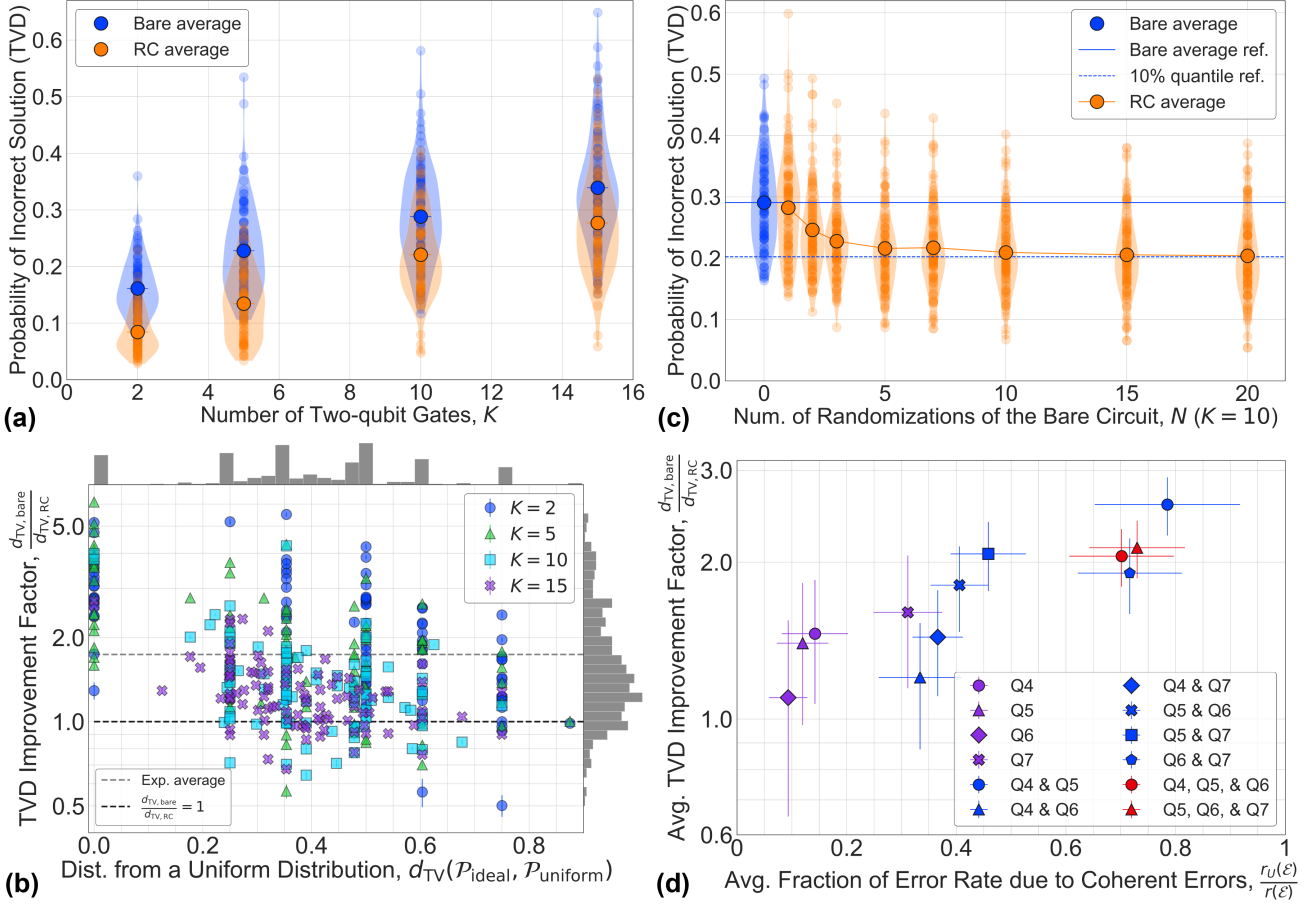 Probability of Incorrect Solution (TVD)
0.6
0.5
0.4
0.3
0.2
0.1
0.0
Bare average
RC average
0 2 4 6 8 10 12 14 16
Number of Two-qubit Gates, K
(a)
Probability of Incorrect Solution (TVD)
0.6
0.5
0.4
0.3
0.2
0.1
0.0
Bare average
Bare average ref.
10% quantile ref.
RC average
0 5 10 15 20
Num. of Randomizations of the Bare Circuit, N (K = 10)
(c)
TVD Improvement Factor, d_TV,bare / d_TV,RC
5.0
2.0
1.0
0.5
K = 2
K = 5
K = 10
K = 15
Exp. average
d_TV,bare / d_TV,RC = 1
0.0 0.2 0.4 0.6 0.8
Dist. from a Uniform Distribution, d_TV(𝒫_ideal, 𝒫_uniform)
(b)
Avg. TVD Improvement Factor, d_TV,bare / d_TV,RC
3.0
2.0
1.0
0.6
Q4
Q5
Q6
Q7
Q4 & Q5
Q4 & Q6
Q4 & Q7
Q5 & Q6
Q5 & Q7
Q6 & Q7
Q4, Q5, & Q6
Q5, Q6, & Q7
0 0.2 0.4 0.6 0.8 1
Avg. Fraction of Error Rate due to Coherent Errors, r_U(ℰ) / r(ℰ)
(d)